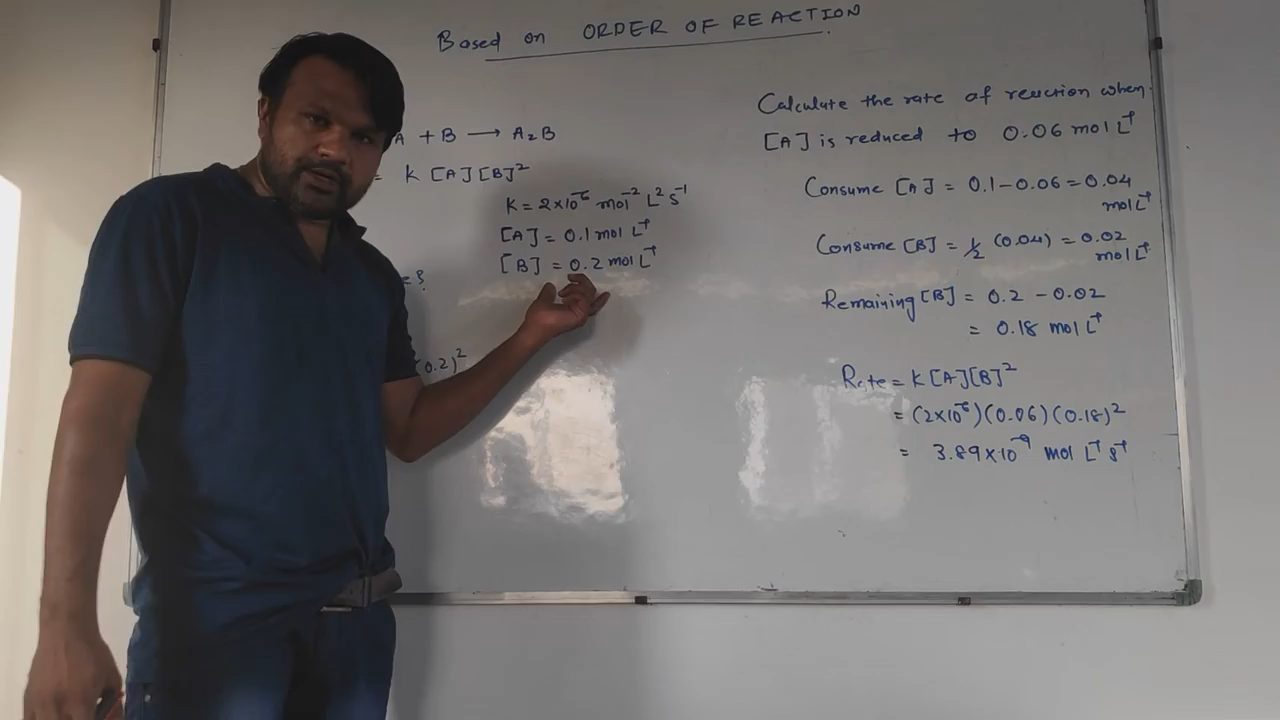 Based on ORDER OF REACTION
A + B ⟶ A₂B
= K [A][B]²
K = 2×10⁻⁶ mol⁻² L² s⁻¹
[A] = 0.1 mol L⁻¹
[B] = 0.2 mol L⁻¹
= ?
(0.2)²
Calculate the rate of reaction when
[A] is reduced to 0.06 mol L⁻¹
Consume [A] = 0.1 - 0.06 = 0.04
mol L⁻¹
Consume [B] = 1/2 (0.04) = 0.02
mol L⁻¹
Remaining [B] = 0.2 - 0.02
= 0.18 mol L⁻¹
Rate = K [A][B]²
= (2×10⁻⁶)(0.06)(0.18)²
= 3.89×10⁻⁹ mol L⁻¹ s⁻¹